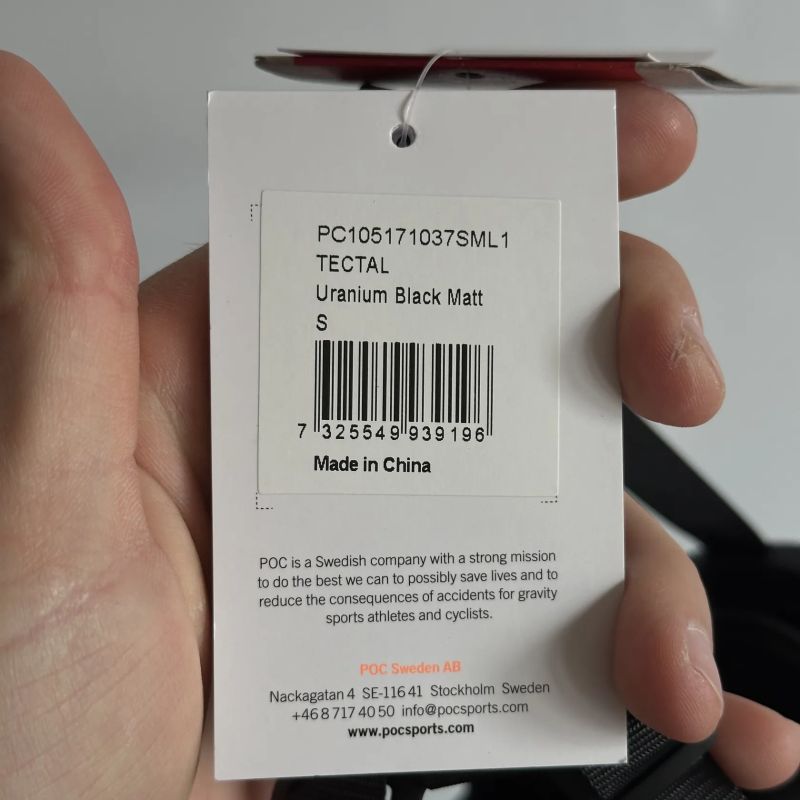 PC105171037SML1
TECTAL
Uranium Black Matt
S
7 325549 939196
Made in China
POC is a Swedish company with a strong mission
to do the best we can to possibly save lives and to
reduce the consequences of accidents for gravity
sports athletes and cyclists.
POC Sweden AB
Nackagatan 4 SE-116 41 Stockholm Sweden
+46 8 717 40 50 info@pocsports.com
www.pocsports.com